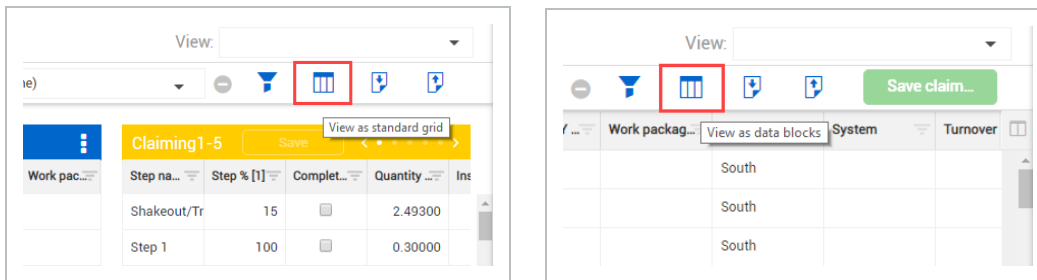 View:
ne)
View as standard grid
Claiming1-5 Save
Work pac... Step na... Step % [1] Complet... Quantity ... Ins
Shakeout/Tr 15 2.49300
Step 1 100 0.30000
View:
Save claim...
View as data blocks
Y ... Work packag... System Turnover
South
South
South